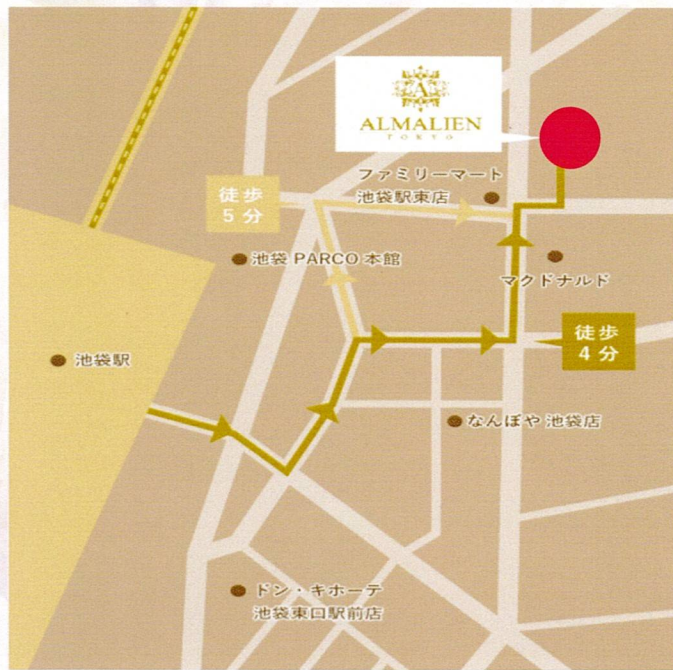 A
ALMALIEN
TOKYO
ファミリーマート
池袋駅東店
徒歩
5分
池袋 PARCO 本館
マクドナルド
徒歩
4分
池袋駅
なんぼや 池袋店
ドン・キホーテ
池袋東口駅前店